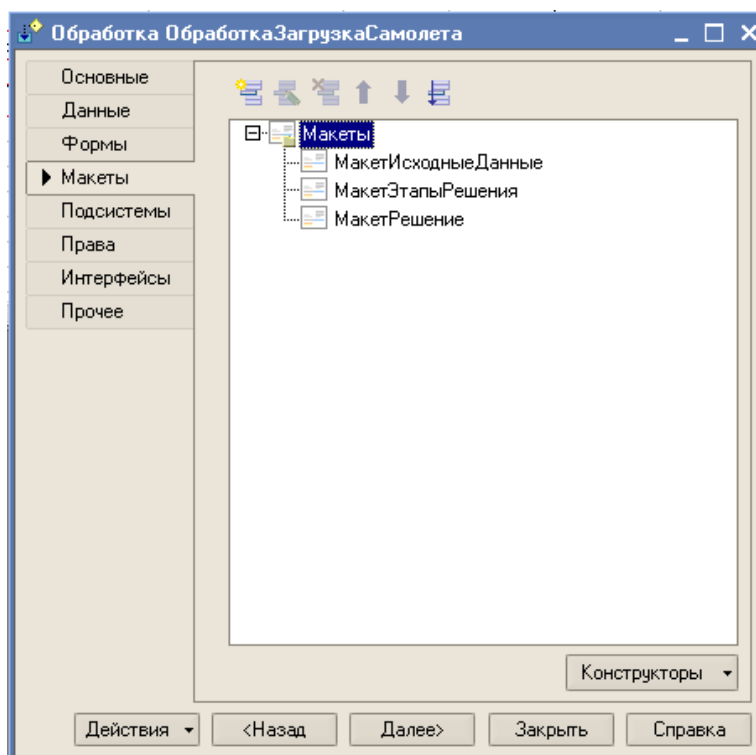 Обработка ОбработкаЗагрузкаСамолета
Основные
Данные
Формы
Макеты
Подсистемы
Права
Интерфейсы
Прочее
Макеты
МакетИсходныеДанные
МакетЭтапыРешения
МакетРешение
Конструкторы
Действия
<Назад
Далее>
Закрыть
Справка